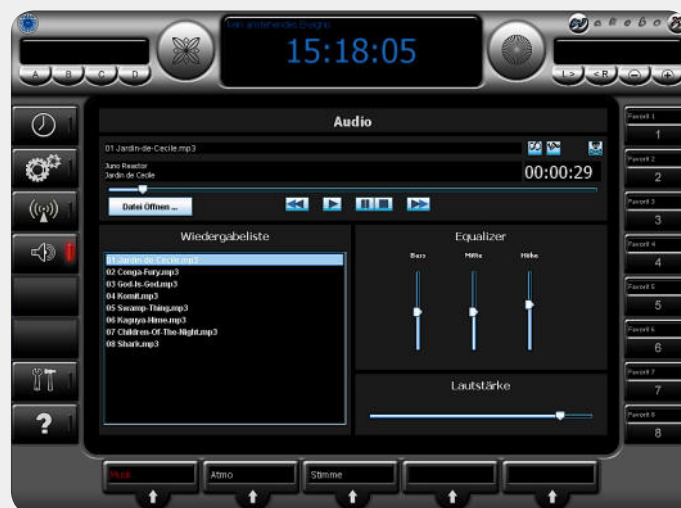 Kein anstehendes Ereignis
15:18:05
A B C D
L > < R
Audio
01 Jardin-de-Cecile.mp3
Juno Reactor
Jardin de Cecile
00:00:29
Datei Öffnen ...
Wiedergabeliste
01 Jardin-de-Cecile.mp3
02 Conga-Fury.mp3
03 God-Is-God.mp3
04 Komit.mp3
05 Swamp-Thing.mp3
06 Kaguya-Hime.mp3
07 Children-Of-The-Night.mp3
08 Shark.mp3
Equalizer
Bass Mitte Höhe
Lautstärke
Favorit 1
1
Favorit 2
2
Favorit 3
3
Favorit 4
4
Favorit 5
5
Favorit 6
6
Favorit 7
7
Favorit 8
8
?
Musik Atmo Stimme